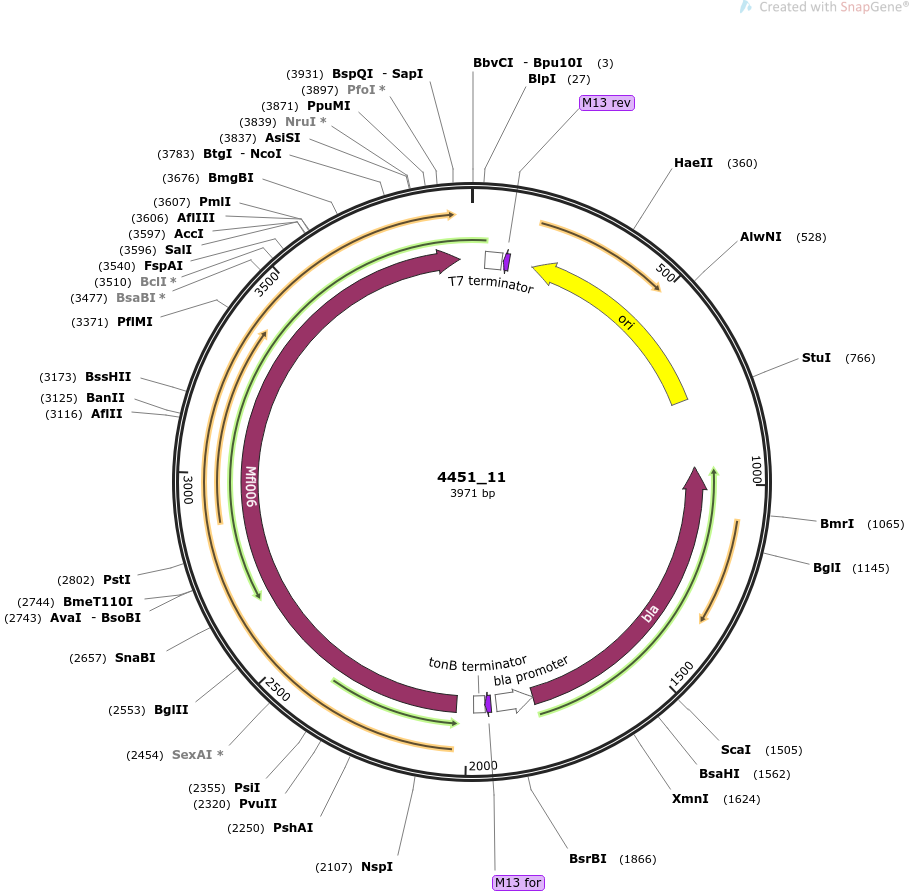 Created with SnapGene®
BbvCI - Bpu10I (3)
BlpI (27)
M13 rev
HaeII (360)
AlwNI (528)
StuI (766)
BmrI (1065)
BglI (1145)
ScaI (1505)
BsaHI (1562)
XmnI (1624)
BsrBI (1866)
M13 for
(2107) NspI
(2250) PshAI
(2320) PvuII
(2355) PsiI
(2454) SexAI *
(2553) BglII
(2657) SnaBI
(2743) AvaI - BsoBI
(2744) BmeT110I
(2802) PstI
(3116) AflII
(3125) BanII
(3173) BssHII
(3371) PflMI
(3477) BsaBI *
(3510) BclI *
(3540) FspAI
(3596) SalI
(3597) AccI
(3606) AflIII
(3607) PmlI
(3676) BmgBI
(3783) BtgI - NcoI
(3837) AsiSI
(3839) NruI *
(3871) PpuMI
(3897) PfoI *
(3931) BspQI - SapI
500
1000
1500
2000
2500
3000
3500
T7 terminator
ori
bla
bla promoter
tonB terminator
Mfl006
4451_11
3971 bp